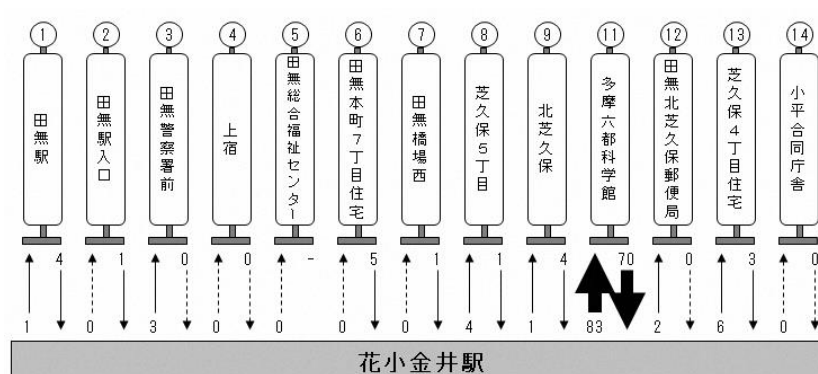 1 2 3 4 5 6 7 8 9 11 12 13 14
田無駅
田無駅入口
田無警察署前
上宿
田無総合福祉センター
田無本町7丁目住宅
田無橋場西
芝久保5丁目
北芝久保
多摩六都科学館
田無北芝久保郵便局
芝久保4丁目住宅
小平合同庁舎
4 1 0 0 - 5 1 1 4 70 0 3 0
1 0 3 0 0 0 0 4 1 83 2 6 0
花小金井駅